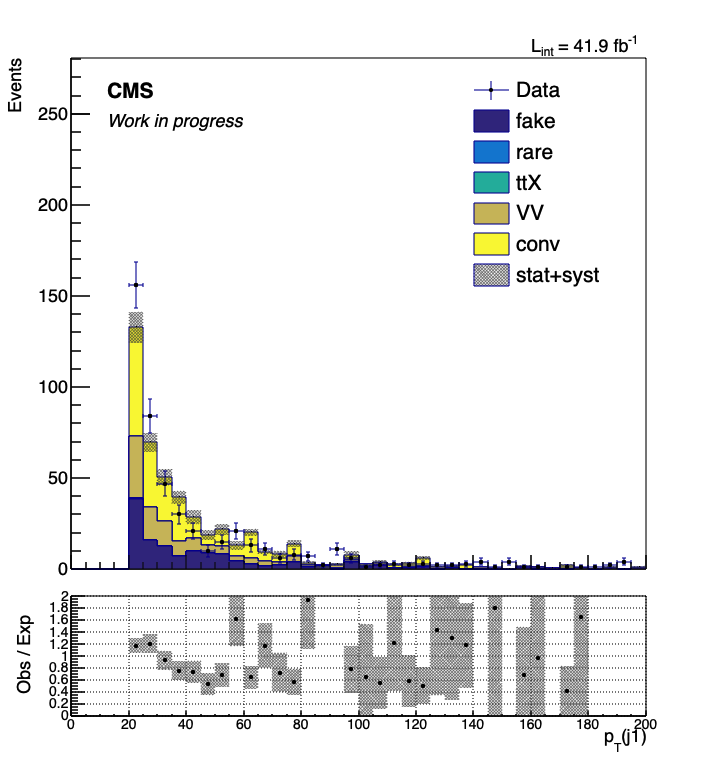 L_int = 41.9 fb^-1
Events
CMS
Work in progress
Data
fake
rare
ttX
VV
conv
stat+syst
250
200
150
100
50
0
Obs / Exp
2
1.8
1.6
1.4
1.2
1
0.8
0.6
0.4
0.2
0
0 20 40 60 80 100 120 140 160 180 200
p_T(j1)